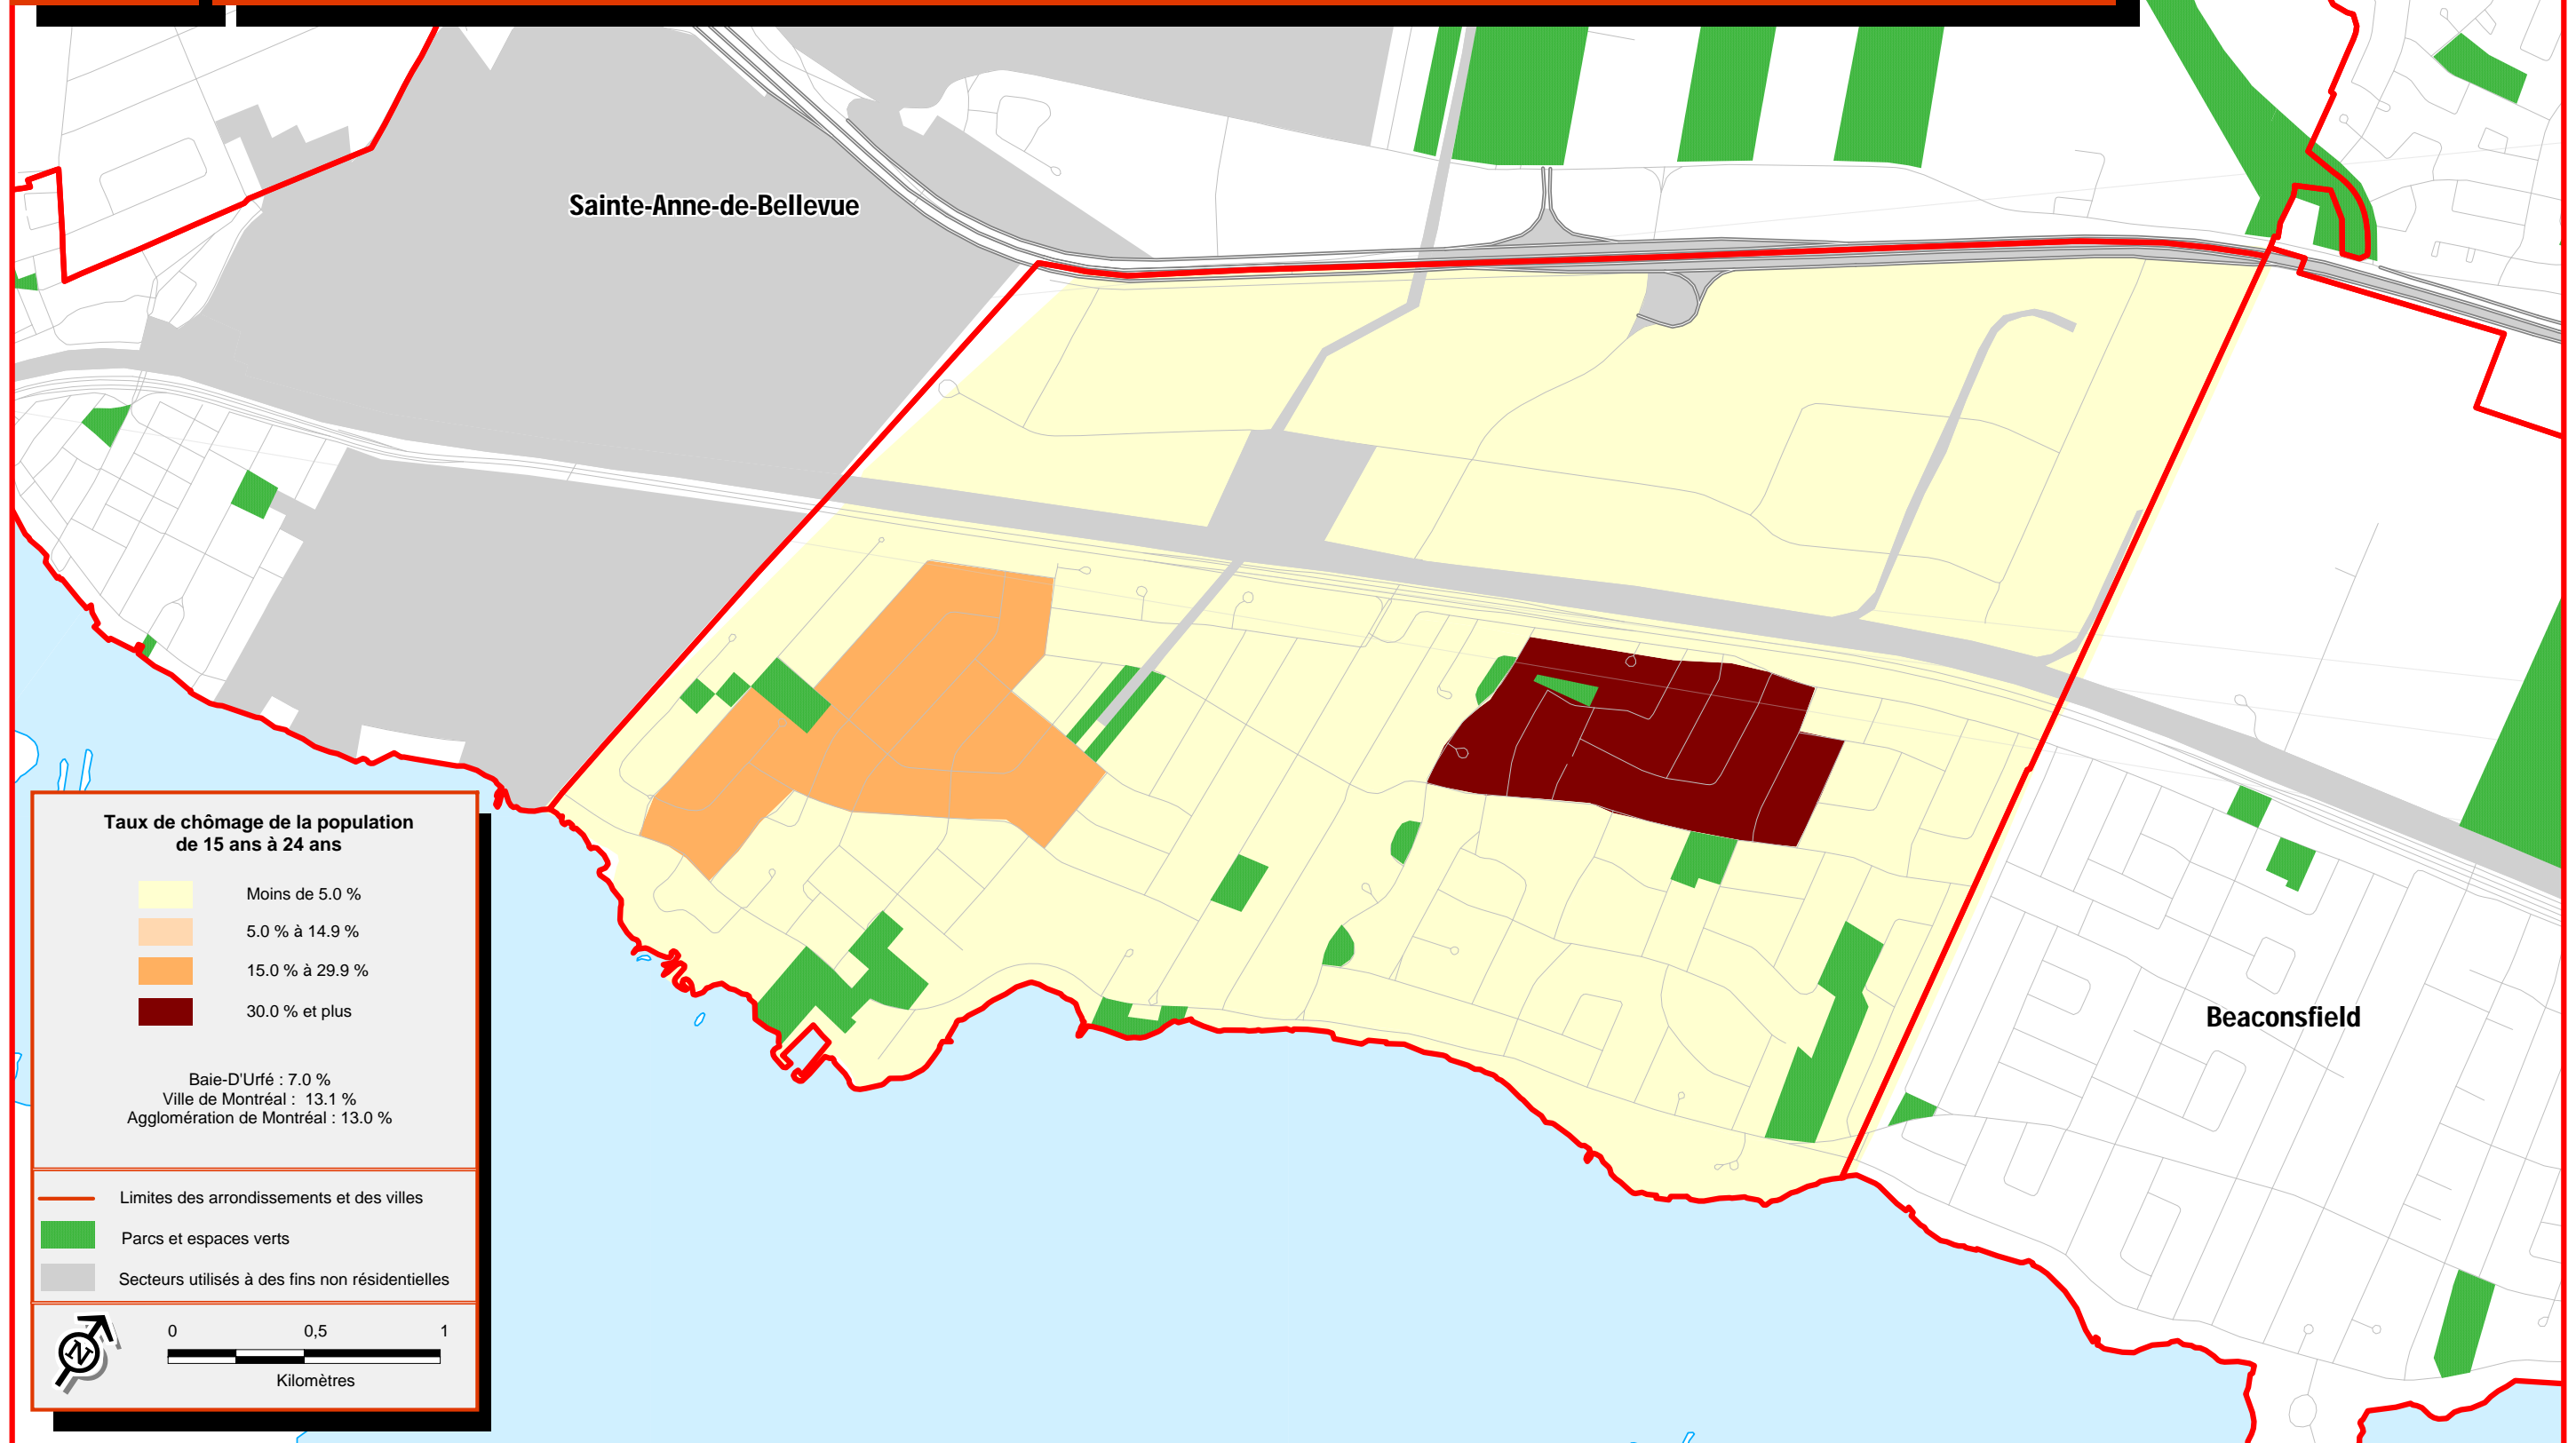 Sainte-Anne-de-Bellevue
Beaconsfield
Taux de chômage de la population
de 15 ans à 24 ans
Moins de 5.0 %
5.0 % à 14.9 %
15.0 % à 29.9 %
30.0 % et plus
Baie-D'Urfé : 7.0 %
Ville de Montréal : 13.1 %
Agglomération de Montréal : 13.0 %
Limites des arrondissements et des villes
Parcs et espaces verts
Secteurs utilisés à des fins non résidentielles
N
0 0,5 1
Kilomètres